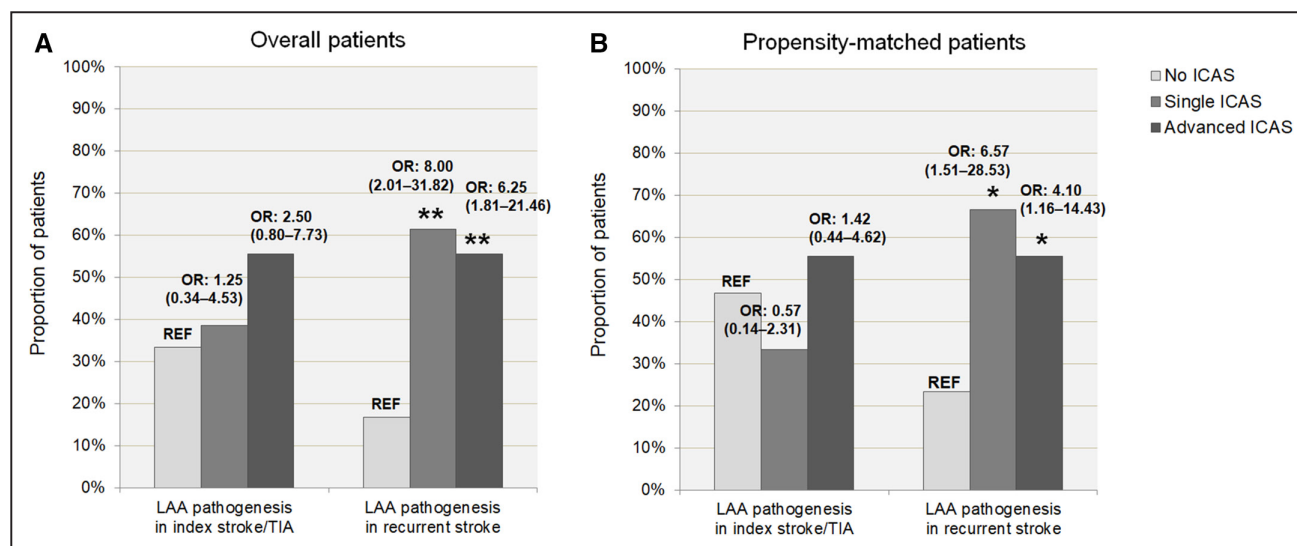 A
Overall patients
Proportion of patients
100%
90%
80%
70%
60%
50%
40%
30%
20%
10%
0%
REF
OR: 1.25
(0.34–4.53)
OR: 2.50
(0.80–7.73)
REF
OR: 8.00
(2.01–31.82)
**
OR: 6.25
(1.81–21.46)
**
LAA pathogenesis
in index stroke/TIA
LAA pathogenesis
in recurrent stroke
B
Propensity-matched patients
Proportion of patients
100%
90%
80%
70%
60%
50%
40%
30%
20%
10%
0%
REF
OR: 0.57
(0.14–2.31)
OR: 1.42
(0.44–4.62)
REF
OR: 6.57
(1.51–28.53)
*
OR: 4.10
(1.16–14.43)
*
LAA pathogenesis
in index stroke/TIA
LAA pathogenesis
in recurrent stroke
No ICAS
Single ICAS
Advanced ICAS